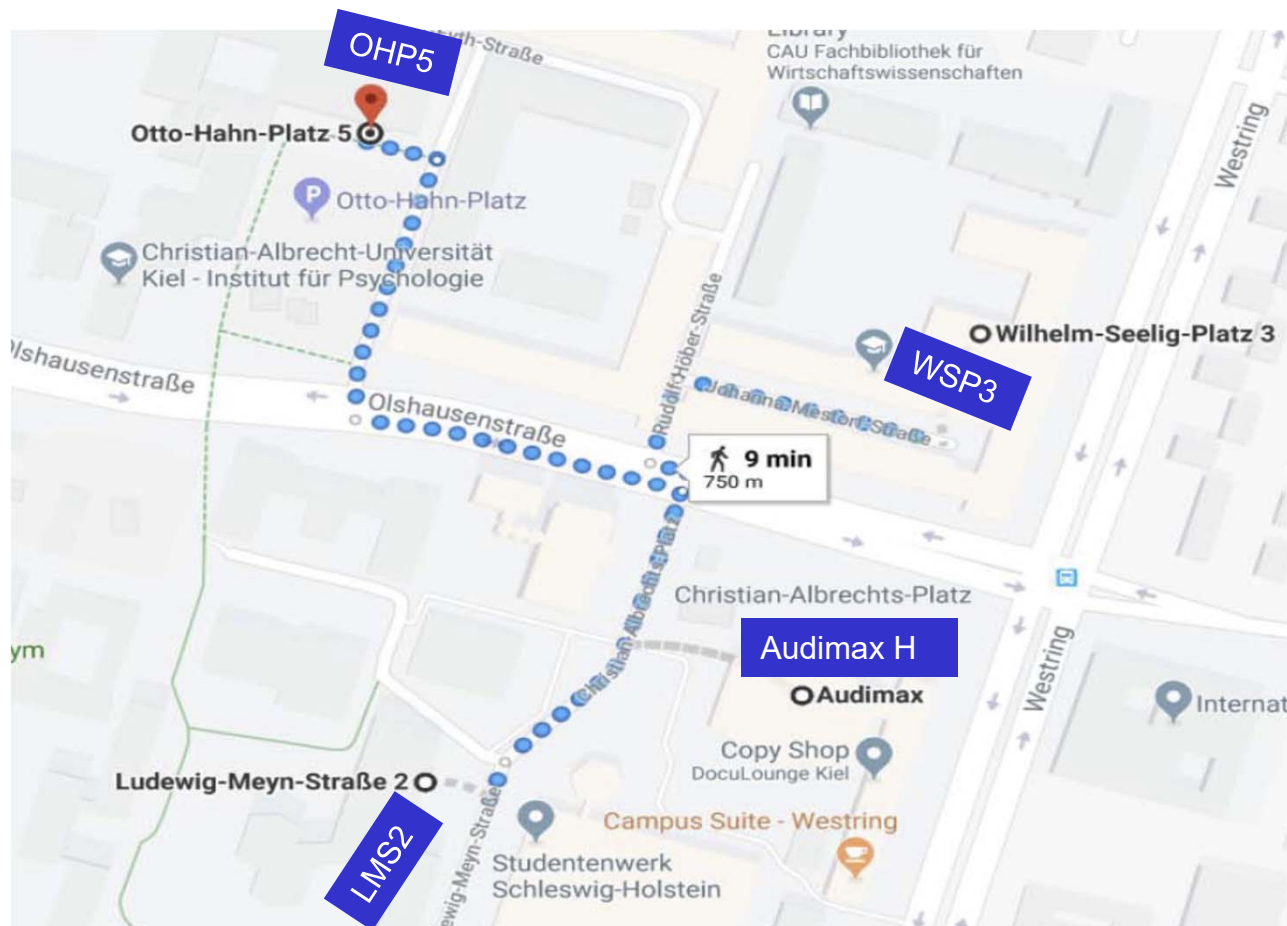 OHP5
yth-Straße
Library
CAU Fachbibliothek für
Wirtschaftswissenschaften
Westring
Otto-Hahn-Platz 5
P
Otto-Hahn-Platz
Christian-Albrecht-Universität
Kiel - Institut für Psychologie
Rudolf-Höber-Straße
Wilhelm-Seelig-Platz 3
WSP3
Olshausenstraße
Johanna-Mestorf-Straße
Olshausenstraße
9 min
750 m
Christian-Albrechts-Platz
Christian-Albrechts-Platz
Audimax H
Audimax
ym
Westring
Internat
Copy Shop
DocuLounge Kiel
Ludewig-Meyn-Straße 2
LMS2
Campus Suite - Westring
Studentenwerk
Schleswig-Holstein
ewig-Meyn-Straße